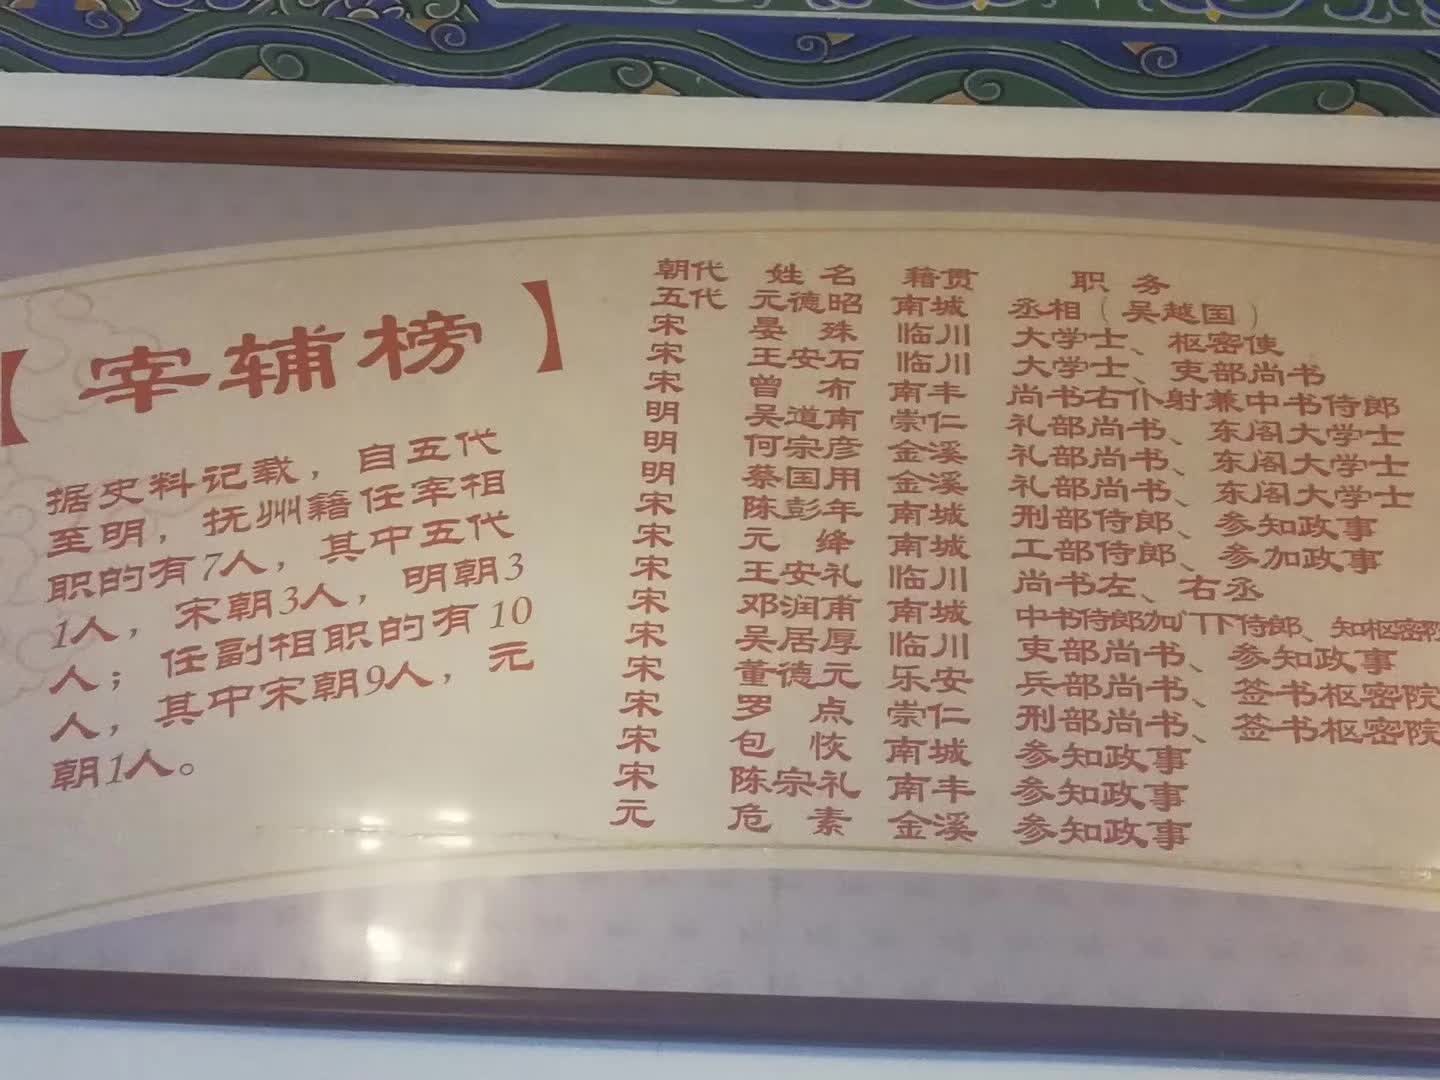 【宰辅榜】
据史料记载，自五代
至明，抚州籍任宰相
职的有7人，其中五代
1人，宋朝3人，明朝3
人；任副相职的有10
人，其中宋朝9人，元
朝1人。
朝代 姓名 籍贯 职务
五代 元德昭 南城 丞相（吴越国）
宋 晏殊 临川 大学士、枢密使
宋 王安石 临川 大学士、吏部尚书
宋 曾布 南丰 尚书右仆射兼中书侍郎
明 吴道南 崇仁 礼部尚书、东阁大学士
明 何宗彦 金溪 礼部尚书、东阁大学士
明 蔡国用 金溪 礼部尚书、东阁大学士
宋 陈彭年 南城 刑部侍郎、参知政事
宋 元绛 南城 工部侍郎、参加政事
宋 王安礼 临川 尚书左、右丞
宋 邓润甫 南城 中书侍郎加门下侍郎、知枢密院
宋 吴居厚 临川 吏部尚书、参知政事
宋 董德元 乐安 兵部尚书、签书枢密院
宋 罗点 崇仁 刑部尚书、签书枢密院
宋 包恢 南城 参知政事
宋 陈宗礼 南丰 参知政事
元 危素 金溪 参知政事